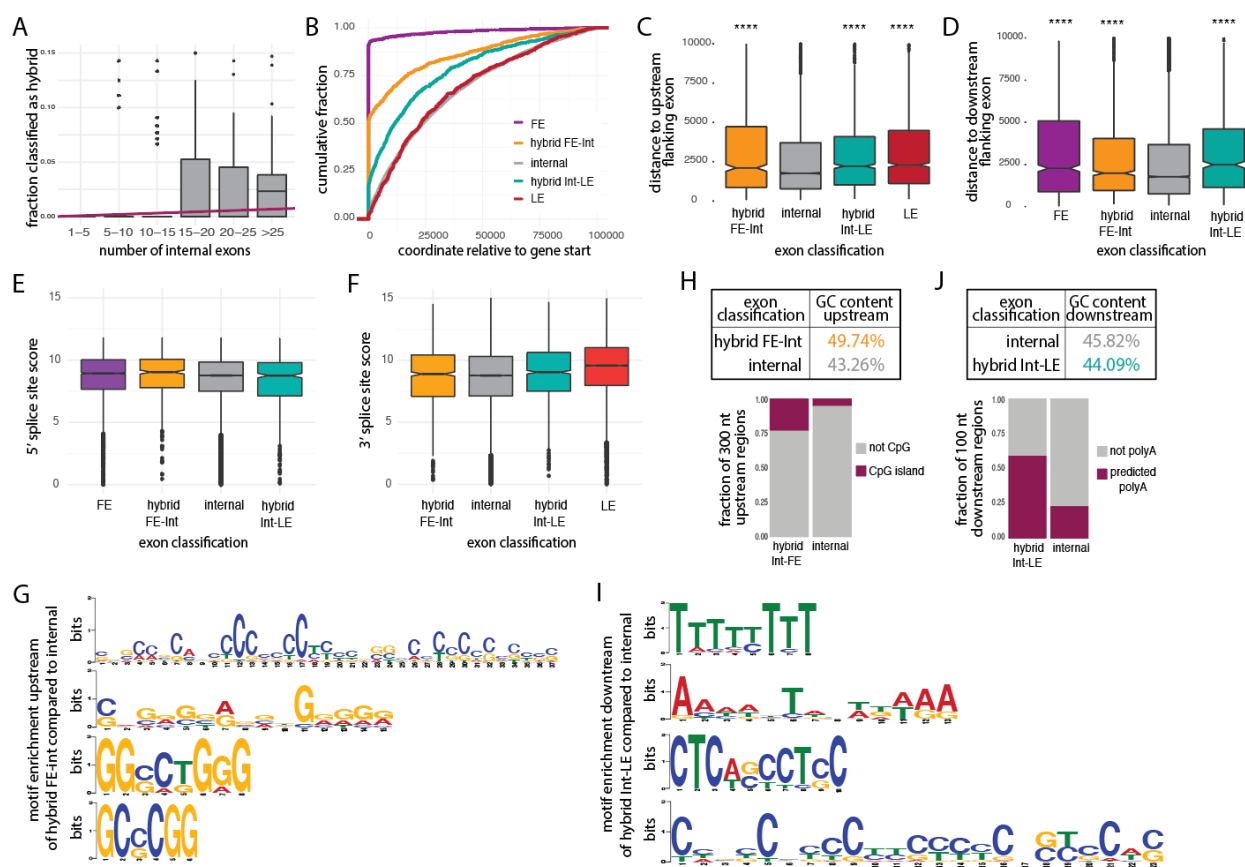 A
fraction classified as hybrid
0.15
0.10
0.05
0.00
1–5 5–10 10–15 15–20 20–25 >25
number of internal exons
B
cumulative fraction
1.00
0.75
0.50
0.25
0.00
FE
hybrid FE-Int
internal
hybrid Int-LE
LE
0 25000 50000 75000 100000
coordinate relative to gene start
C
distance to upstream
flanking exon
**** **** ****
10000
7500
5000
2500
0
hybrid
FE-Int
internal
hybrid
Int-LE
LE
exon classification
D
distance to downstream
flanking exon
**** **** ****
10000
7500
5000
2500
0
FE
hybrid
FE-Int
internal
hybrid
Int-LE
exon classification
E
5' splice site score
15
10
5
0
FE
hybrid
FE-Int
internal
hybrid
Int-LE
exon classification
F
3' splice site score
15
10
5
0
hybrid
FE-Int
internal
hybrid
Int-LE
LE
exon classification
H
exon
classification
GC content
upstream
hybrid FE-Int 49.74%
internal 43.26%
fraction of 300 nt
upstream regions
1.00
0.75
0.50
0.25
0.00
hybrid
Int-FE
internal
not CpG
CpG island
J
exon
classification
GC content
downstream
internal 45.82%
hybrid Int-LE 44.09%
fraction of 100 nt
downstream regions
1.00
0.75
0.50
0.25
0.00
hybrid
Int-LE
internal
not polyA
predicted
polyA
G
motif enrichment upstream
of hybrid FE-int compared to internal
bits
bits
bits
bits
I
motif enrichment downstream
of hybrid Int-LE compared to internal
bits
bits
bits
bits